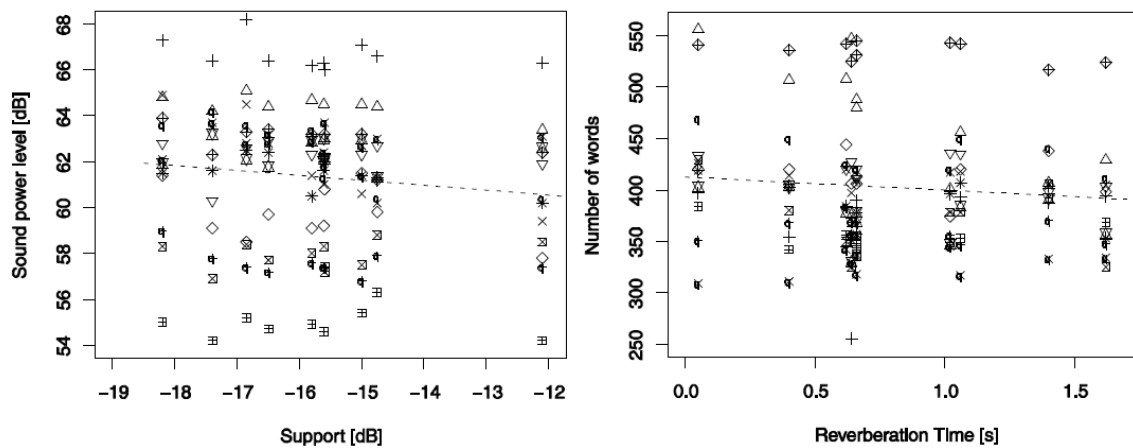 Sound power level [dB]
68
66
64
62
60
58
56
54
−19 −18 −17 −16 −15 −14 −13 −12
Support [dB]
Number of words
550
500
450
400
350
300
250
0.0 0.5 1.0 1.5
Reverberation Time [s]